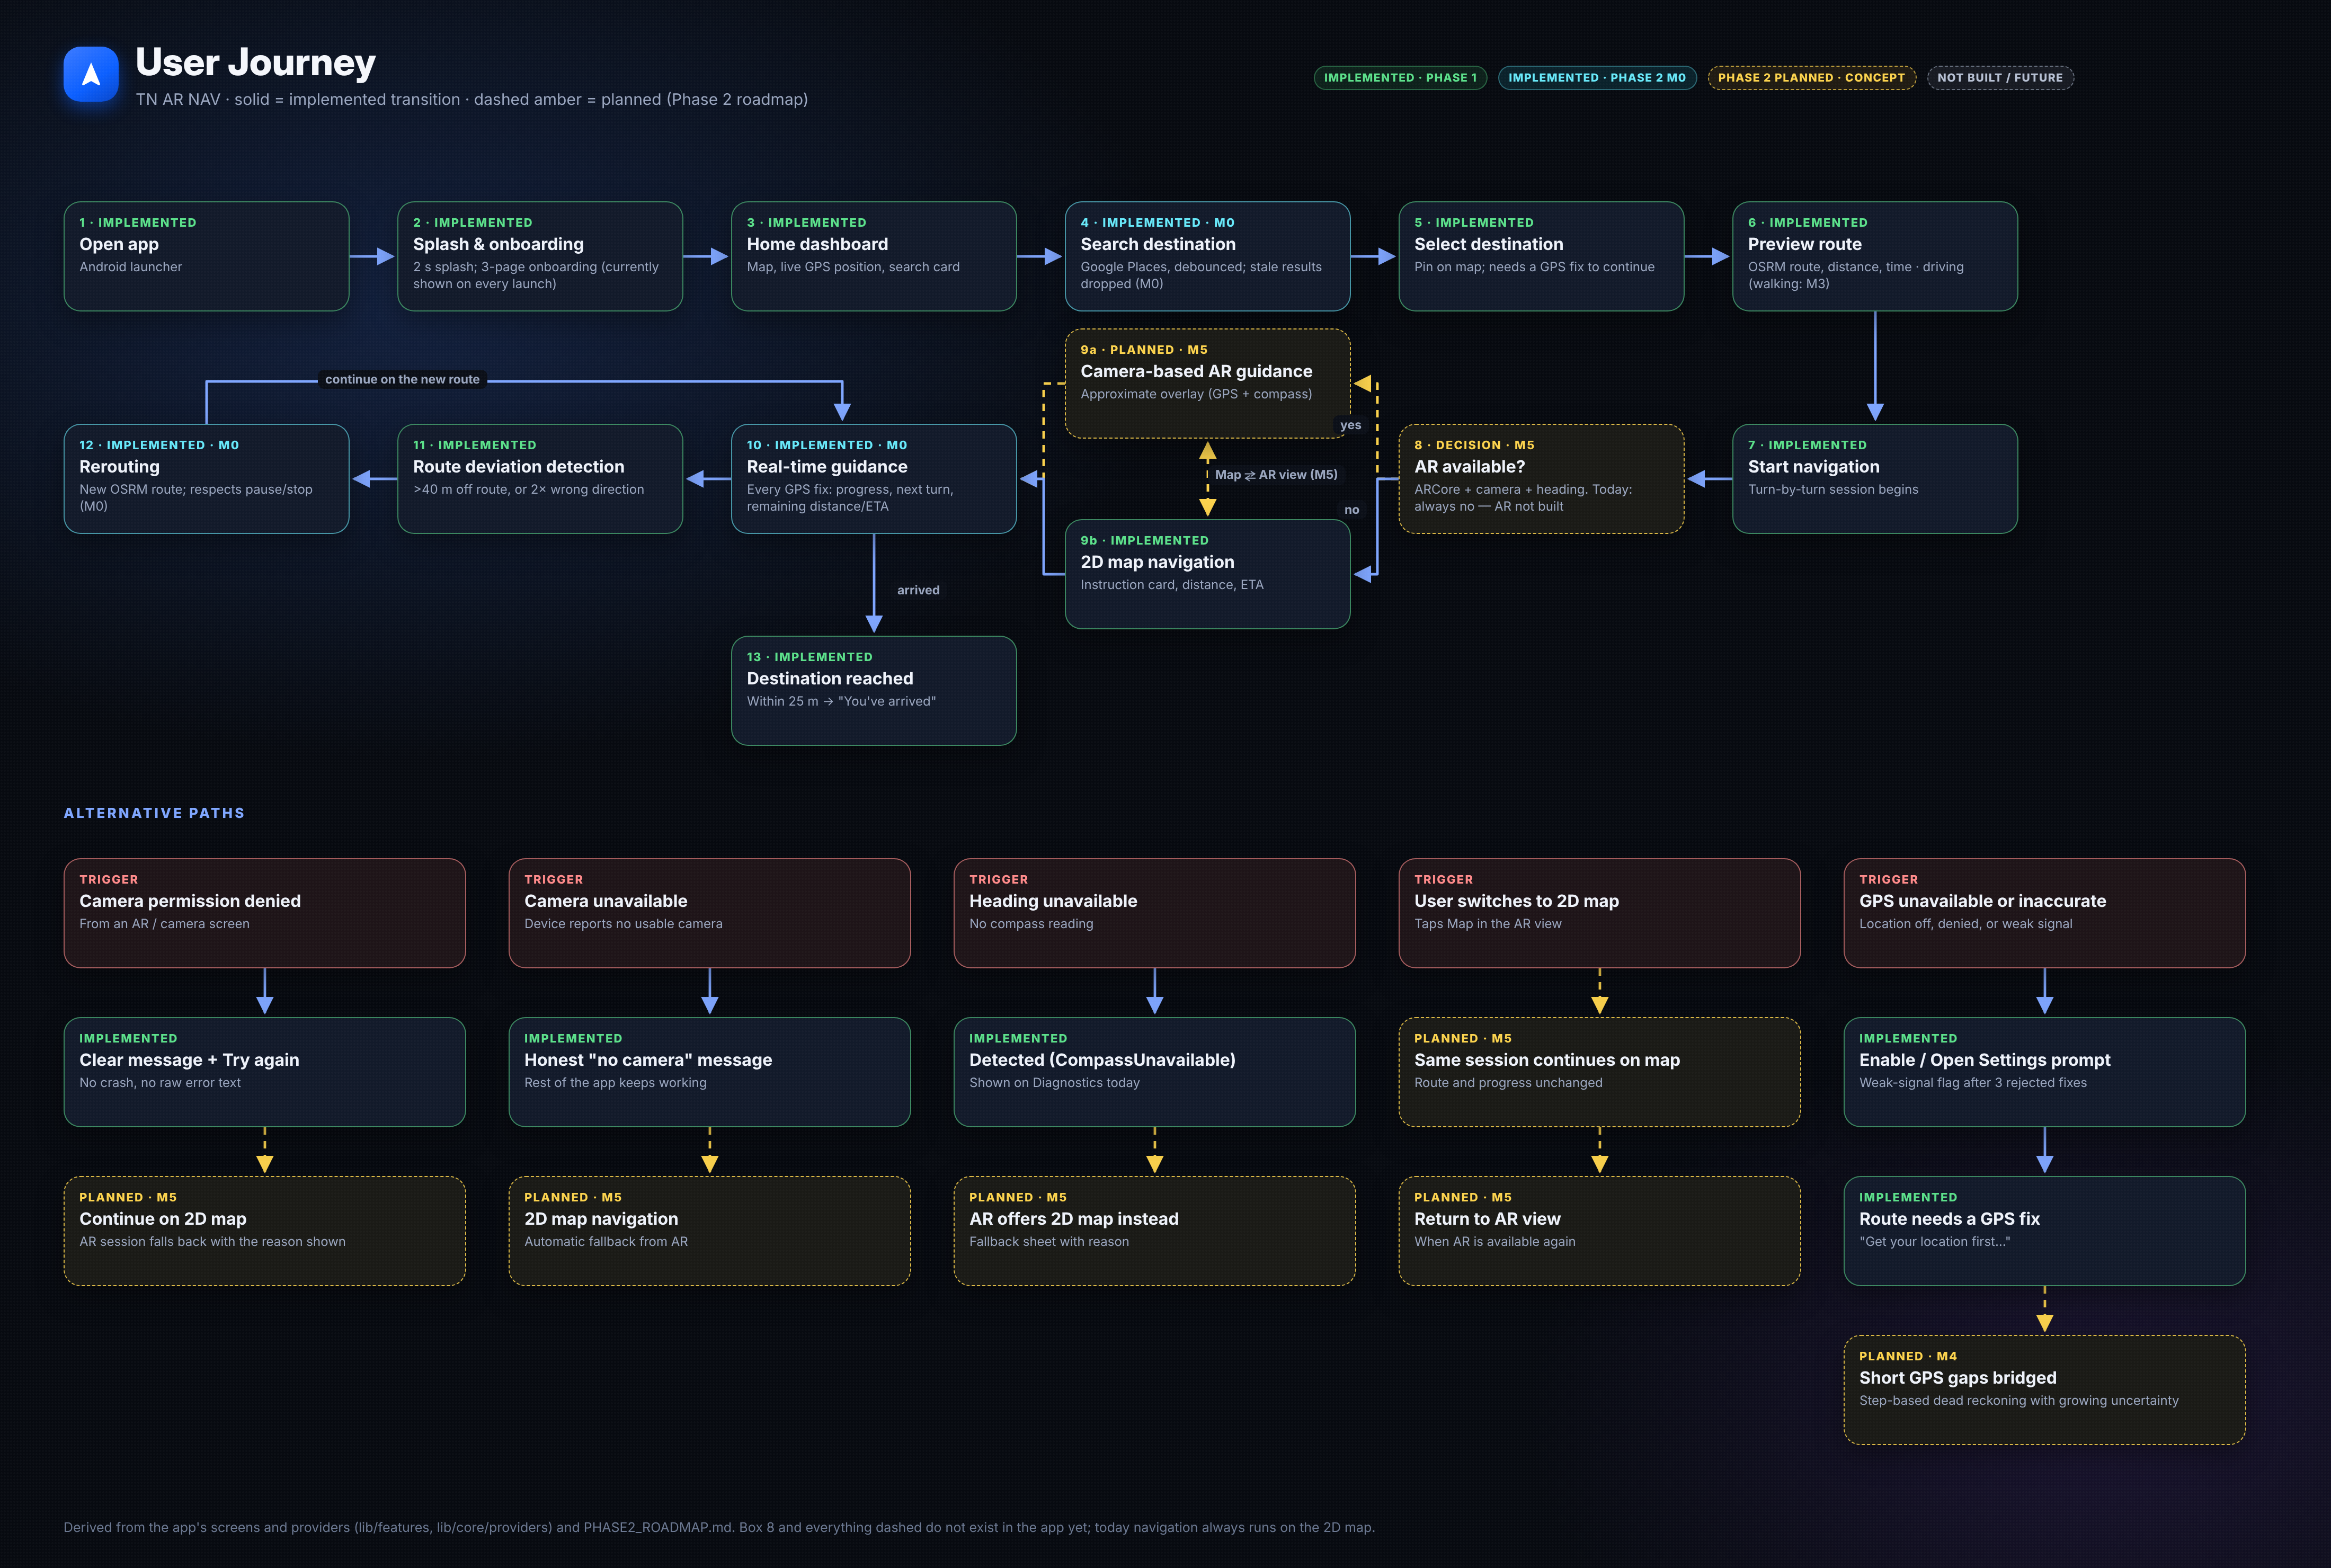 User Journey
TN AR NAV · solid = implemented transition · dashed amber = planned (Phase 2 roadmap)
IMPLEMENTED · PHASE 1
IMPLEMENTED · PHASE 2 M0
PHASE 2 PLANNED · CONCEPT
NOT BUILT / FUTURE
1 · IMPLEMENTED
Open app
Android launcher
2 · IMPLEMENTED
Splash & onboarding
2 s splash; 3-page onboarding (currently
shown on every launch)
3 · IMPLEMENTED
Home dashboard
Map, live GPS position, search card
4 · IMPLEMENTED · M0
Search destination
Google Places, debounced; stale results
dropped (M0)
5 · IMPLEMENTED
Select destination
Pin on map; needs a GPS fix to continue
6 · IMPLEMENTED
Preview route
OSRM route, distance, time · driving
(walking: M3)
continue on the new route
9a · PLANNED · M5
Camera-based AR guidance
Approximate overlay (GPS + compass)
yes
12 · IMPLEMENTED · M0
Rerouting
New OSRM route; respects pause/stop
(M0)
11 · IMPLEMENTED
Route deviation detection
>40 m off route, or 2× wrong direction
10 · IMPLEMENTED · M0
Real-time guidance
Every GPS fix: progress, next turn,
remaining distance/ETA
Map ⇄ AR view (M5)
8 · DECISION · M5
AR available?
ARCore + camera + heading. Today:
always no — AR not built
7 · IMPLEMENTED
Start navigation
Turn-by-turn session begins
no
9b · IMPLEMENTED
2D map navigation
Instruction card, distance, ETA
arrived
13 · IMPLEMENTED
Destination reached
Within 25 m → "You've arrived"
ALTERNATIVE PATHS
TRIGGER
Camera permission denied
From an AR / camera screen
TRIGGER
Camera unavailable
Device reports no usable camera
TRIGGER
Heading unavailable
No compass reading
TRIGGER
User switches to 2D map
Taps Map in the AR view
TRIGGER
GPS unavailable or inaccurate
Location off, denied, or weak signal
IMPLEMENTED
Clear message + Try again
No crash, no raw error text
IMPLEMENTED
Honest "no camera" message
Rest of the app keeps working
IMPLEMENTED
Detected (CompassUnavailable)
Shown on Diagnostics today
PLANNED · M5
Same session continues on map
Route and progress unchanged
IMPLEMENTED
Enable / Open Settings prompt
Weak-signal flag after 3 rejected fixes
PLANNED · M5
Continue on 2D map
AR session falls back with the reason shown
PLANNED · M5
2D map navigation
Automatic fallback from AR
PLANNED · M5
AR offers 2D map instead
Fallback sheet with reason
PLANNED · M5
Return to AR view
When AR is available again
IMPLEMENTED
Route needs a GPS fix
"Get your location first…"
PLANNED · M4
Short GPS gaps bridged
Step-based dead reckoning with growing uncertainty
Derived from the app's screens and providers (lib/features, lib/core/providers) and PHASE2_ROADMAP.md. Box 8 and everything dashed do not exist in the app yet; today navigation always runs on the 2D map.